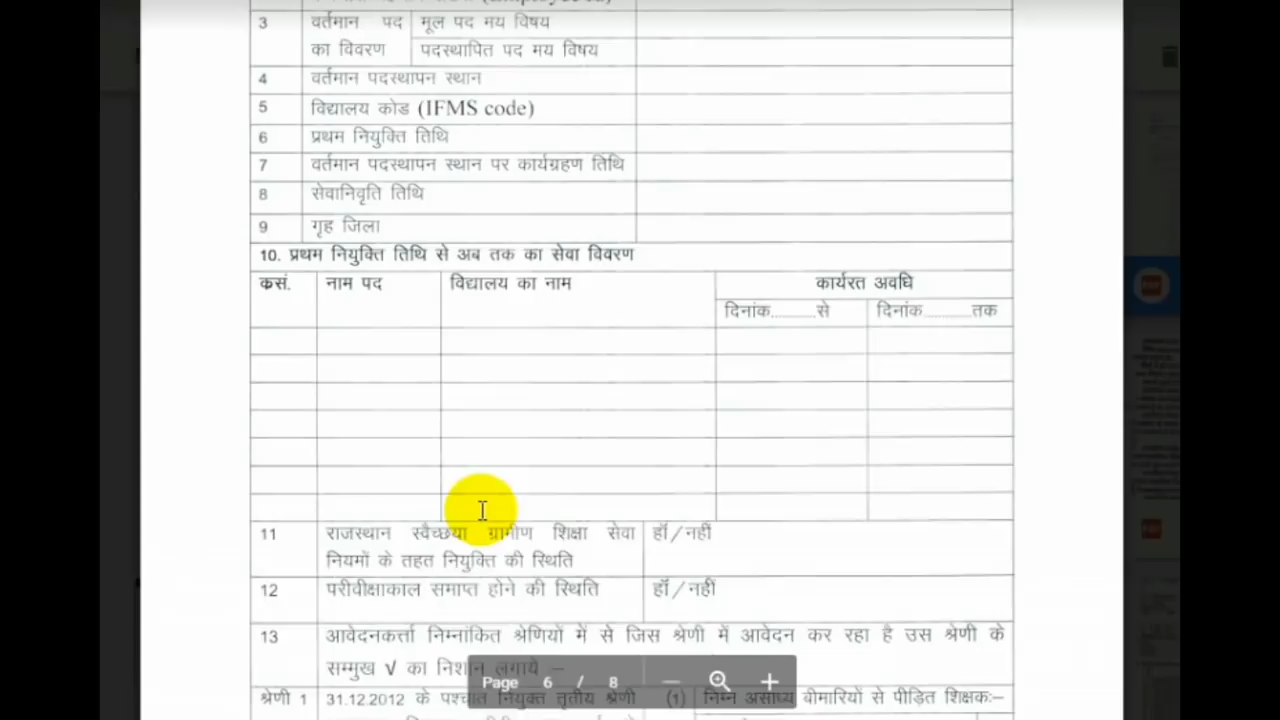 3 वर्तमान पद मूल पद मय विषय
का विवरण पदस्थापित पद मय विषय
4 वर्तमान पदस्थापन स्थान
5 विद्यालय कोड (IFMS code)
6 प्रथम नियुक्ति तिथि
7 वर्तमान पदस्थापन स्थान पर कार्यग्रहण तिथि
8 सेवानिवृति तिथि
9 गृह जिला
10. प्रथम नियुक्ति तिथि से अब तक का सेवा विवरण
कसं. नाम पद विद्यालय का नाम कार्यरत अवधि
दिनांक..........से दिनांक..........तक
11 राजस्थान स्वैच्छया ग्रामीण शिक्षा सेवा हॉ/नहीं
नियमों के तहत नियुक्ति की स्थिति
12 परीवीक्षाकाल समाप्त होने की स्थिति हॉ/नहीं
13 आवेदनकर्त्ता निम्नांकित श्रेणियों में से जिस श्रेणी में आवेदन कर रहा है उस श्रेणी के
सम्मुख √ का निशान लगाये :–
Page 6 / 8
श्रेणी 1 31.12.2012 के पश्चात नियुक्त तृतीय श्रेणी (1) निम्न असाध्य बीमारियों से पीड़ित शिक्षकः–